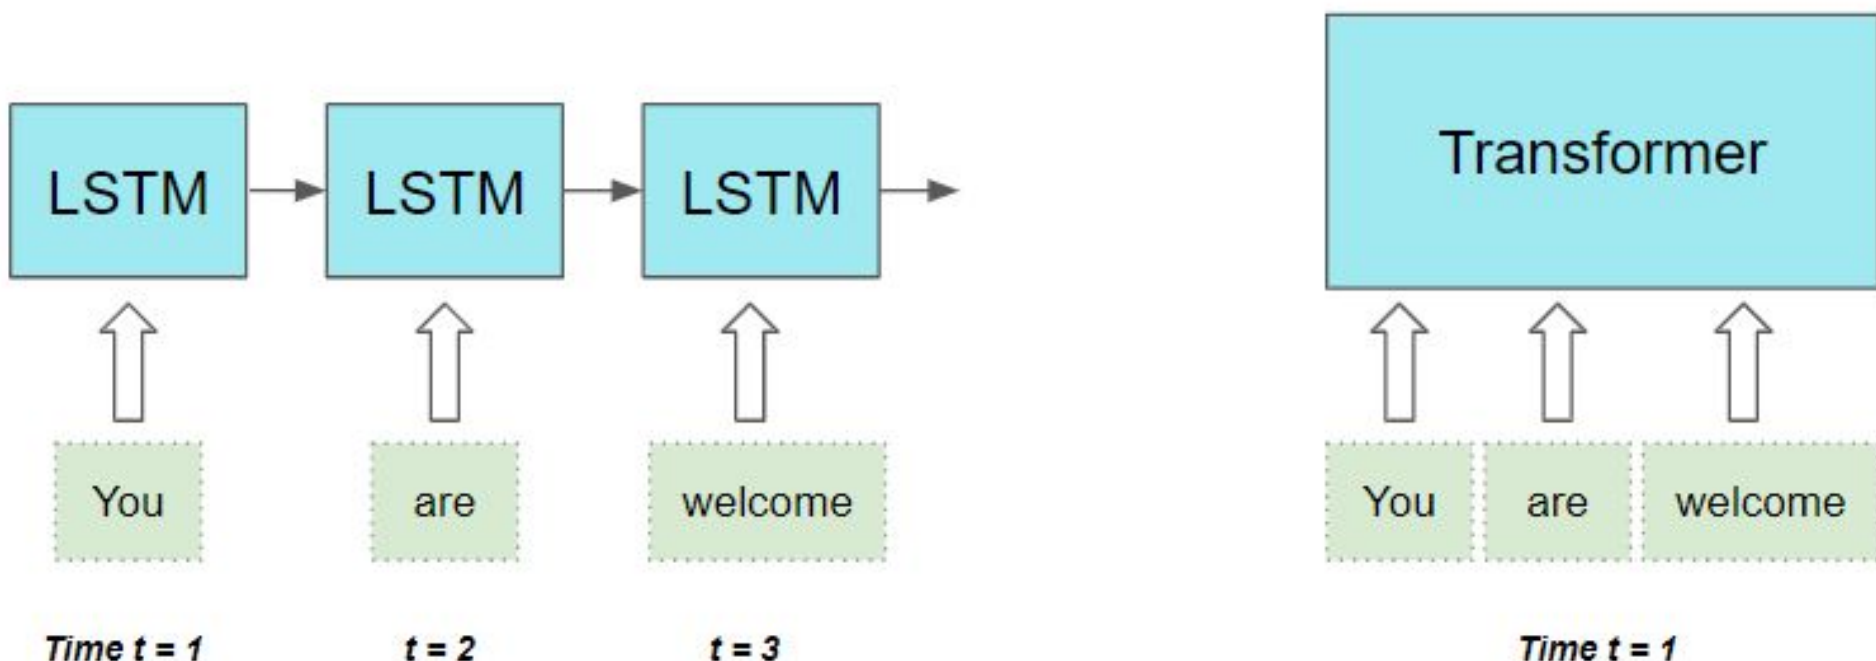 LSTM LSTM LSTM
You are welcome
Time t = 1 t = 2 t = 3
Transformer
You are welcome
Time t = 1